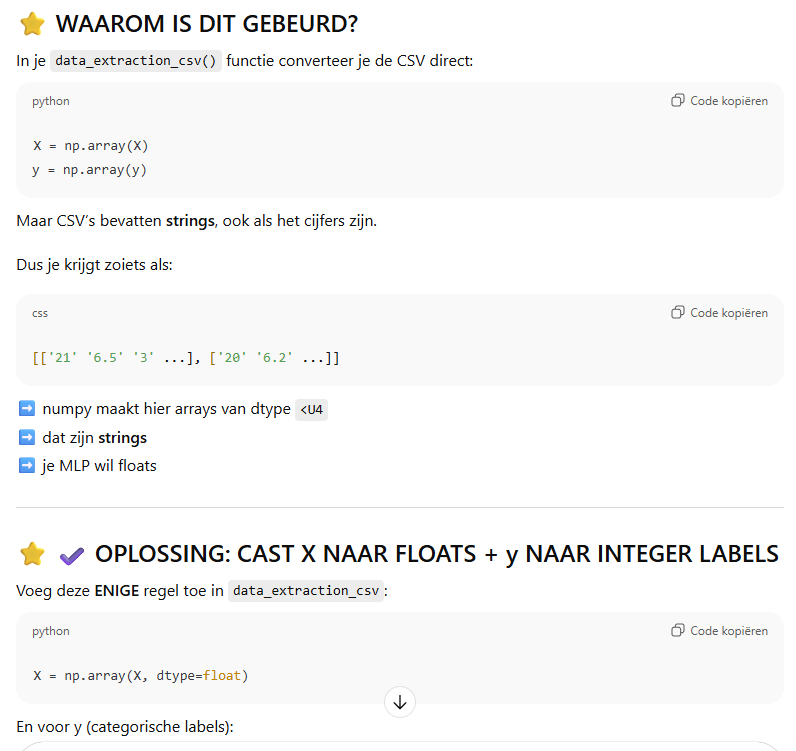 ⭐ WAAROM IS DIT GEBEURD?
In je data_extraction_csv() functie converteer je de CSV direct:
python
Code kopiëren
X = np.array(X)
y = np.array(y)
Maar CSV's bevatten strings, ook als het cijfers zijn.
Dus je krijgt zoiets als:
css
Code kopiëren
[['21' '6.5' '3' ...], ['20' '6.2' ...]]
➡️ numpy maakt hier arrays van dtype <U4
➡️ dat zijn strings
➡️ je MLP wil floats
⭐ ✔ OPLOSSING: CAST X NAAR FLOATS + y NAAR INTEGER LABELS
Voeg deze ENIGE regel toe in data_extraction_csv:
python
Code kopiëren
X = np.array(X, dtype=float)
En voor y (categorische labels):